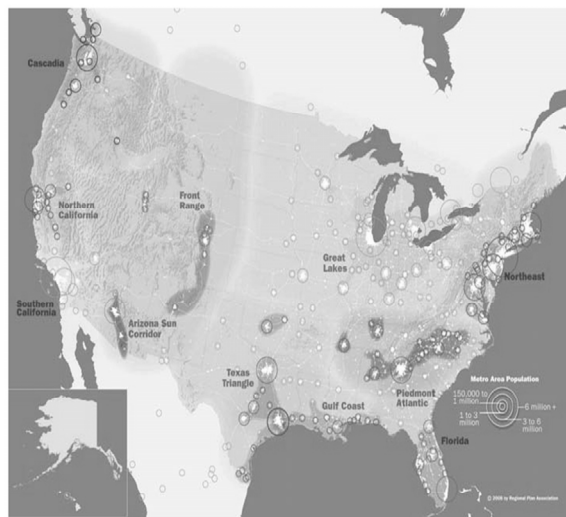 Cascadia
Northern
California
Front
Range
Great
Lakes
Northeast
Southern
California
Arizona Sun
Corridor
Texas
Triangle
Piedmont
Atlantic
Gulf Coast
Florida
Metro Area Population
150,000 to
1 million
1 to 3
million
6 million +
3 to 6
million
© 2008 by Regional Plan Association